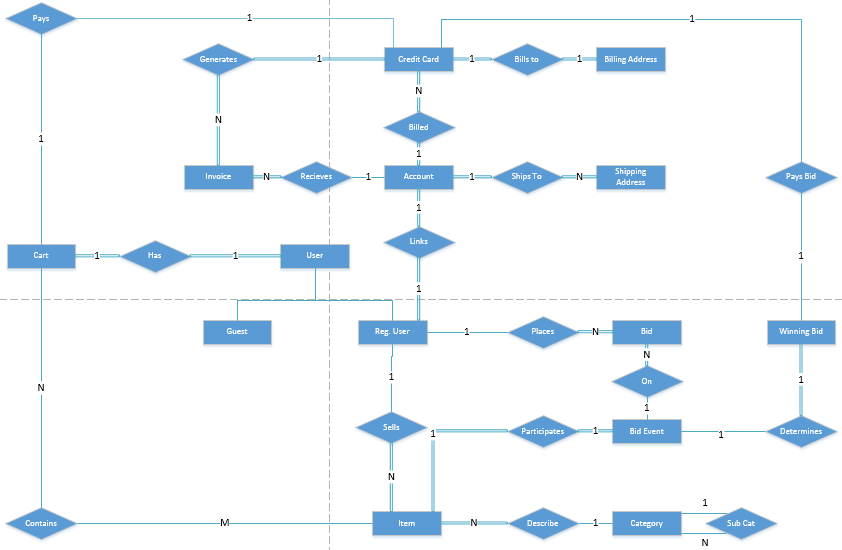 Pays
1
1
Generates
1
Credit Card
1
Bills to
1
Billing Address
N
N
Billed
1
1
Invoice
N
Recieves
1
Account
1
Ships To
N
Shipping
Address
Pays Bid
1
Links
Cart
1
Has
1
User
1
1
Guest
Reg. User
1
Places
N
Bid
Winning Bid
N
N
1
On
1
1
Sells
1
Participates
1
Bid Event
1
Determines
N
1
Contains
M
Item
N
Describe
1
Category
Sub Cat
N